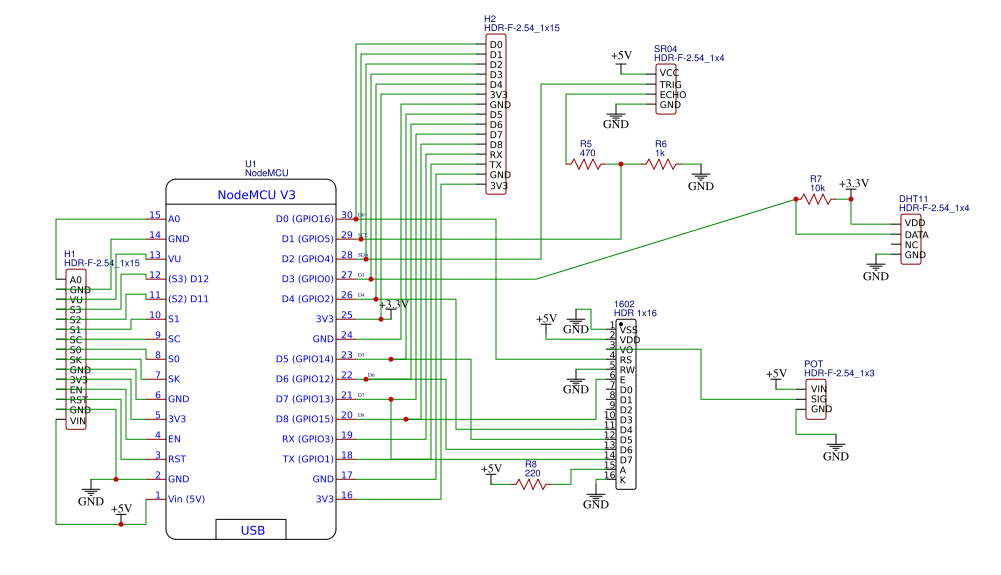 H2
HDR-F-2.54_1x15
D0
D1
D2
D3
D4
3V3
GND
D5
D6
D7
D8
RX
TX
GND
3V3
+5V
SR04
HDR-F-2.54_1x4
VCC
TRIG
ECHO
GND
GND
R5
470
R6
1k
GND
R7
10k
+3.3V
DHT11
HDR-F-2.54_1x4
VDD
DATA
NC
GND
GND
U1
NodeMCU
NodeMCU V3
15 A0
14 GND
13 VU
12 (S3) D12
11 (S2) D11
10 S1
9 SC
8 S0
7 SK
6 GND
5 3V3
4 EN
3 RST
2 GND
1 Vin (5V)
D0 (GPIO16) 30 D0
D1 (GPIO5) 29 SCL
D2 (GPIO4) 28 SDA
D3 (GPIO0) 27 D3
D4 (GPIO2) 26 D4
3V3 25
+3.3V
GND 24
D5 (GPIO14) 23 D5
D6 (GPIO12) 22 D6
D7 (GPIO13) 21 D7
D8 (GPIO15) 20 D8
RX (GPIO3) 19
TX (GPIO1) 18
GND 17
3V3 16
USB
H1
HDR-F-2.54_1x15
A0
GND
VU
S3
S2
S1
SC
S0
SK
GND
3V3
EN
RST
GND
VIN
GND
+5V
1602
HDR 1x16
+5V
GND
GND
1 VSS
2 VDD
3 VO
4 RS
5 RW
6 E
7 D0
8 D1
9 D2
10 D3
11 D4
12 D5
13 D6
14 D7
15 A
16 K
+5V
R8
220
GND
POT
HDR-F-2.54_1x3
+5V
VIN
SIG
GND
GND